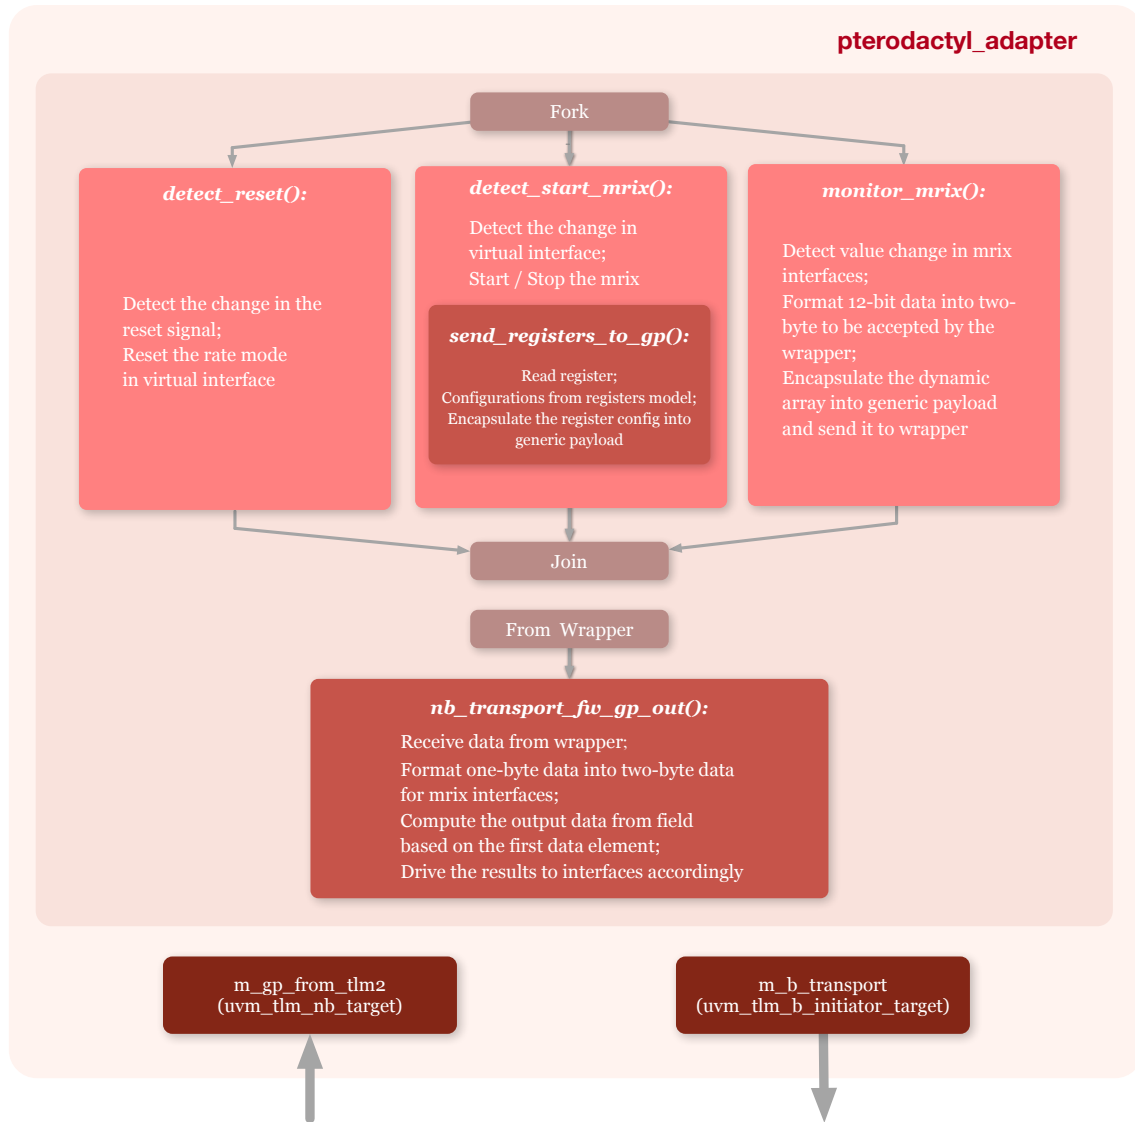 pterodactyl_adapter
Fork
detect_reset():
Detect the change in the
reset signal;
Reset the rate mode
in virtual interface
detect_start_mrix():
Detect the change in
virtual interface;
Start / Stop the mrix
send_registers_to_gp():
Read register;
Configurations from registers model;
Encapsulate the register config into
generic payload
monitor_mrix():
Detect value change in mrix
interfaces;
Format 12-bit data into two-
byte to be accepted by the
wrapper;
Encapsulate the dynamic
array into generic payload
and send it to wrapper
Join
From Wrapper
nb_transport_fw_gp_out():
Receive data from wrapper;
Format one-byte data into two-byte data
for mrix interfaces;
Compute the output data from field
based on the first data element;
Drive the results to interfaces accordingly
m_gp_from_tlm2
(uvm_tlm_nb_target)
m_b_transport
(uvm_tlm_b_initiator_target)